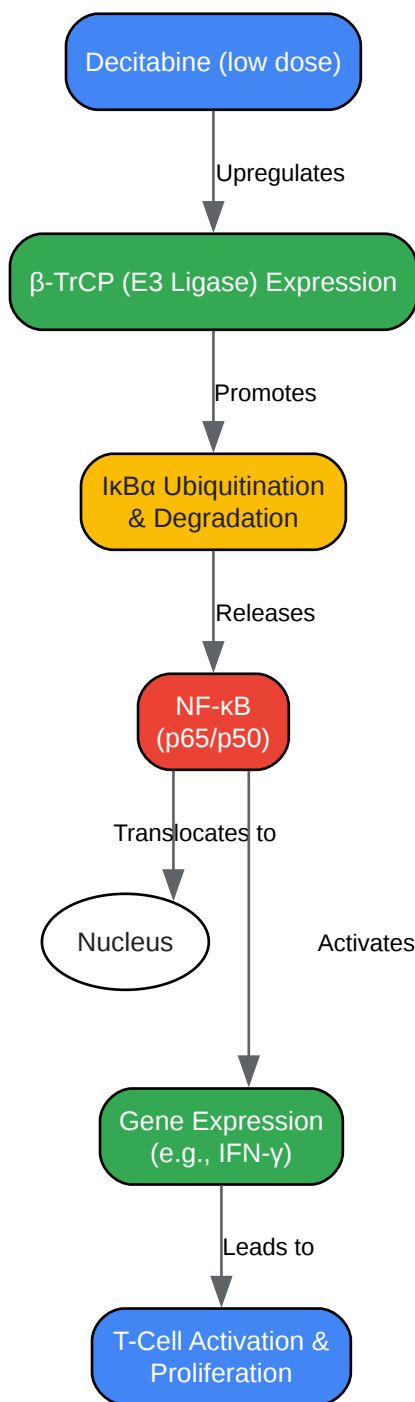 Decitabine (low dose)
Upregulates
β-TrCP (E3 Ligase) Expression
Promotes
IκBα Ubiquitination
& Degradation
Releases
NF-κB
(p65/p50)
Translocates to
Nucleus
Activates
Gene Expression
(e.g., IFN-γ)
Leads to
T-Cell Activation &
Proliferation